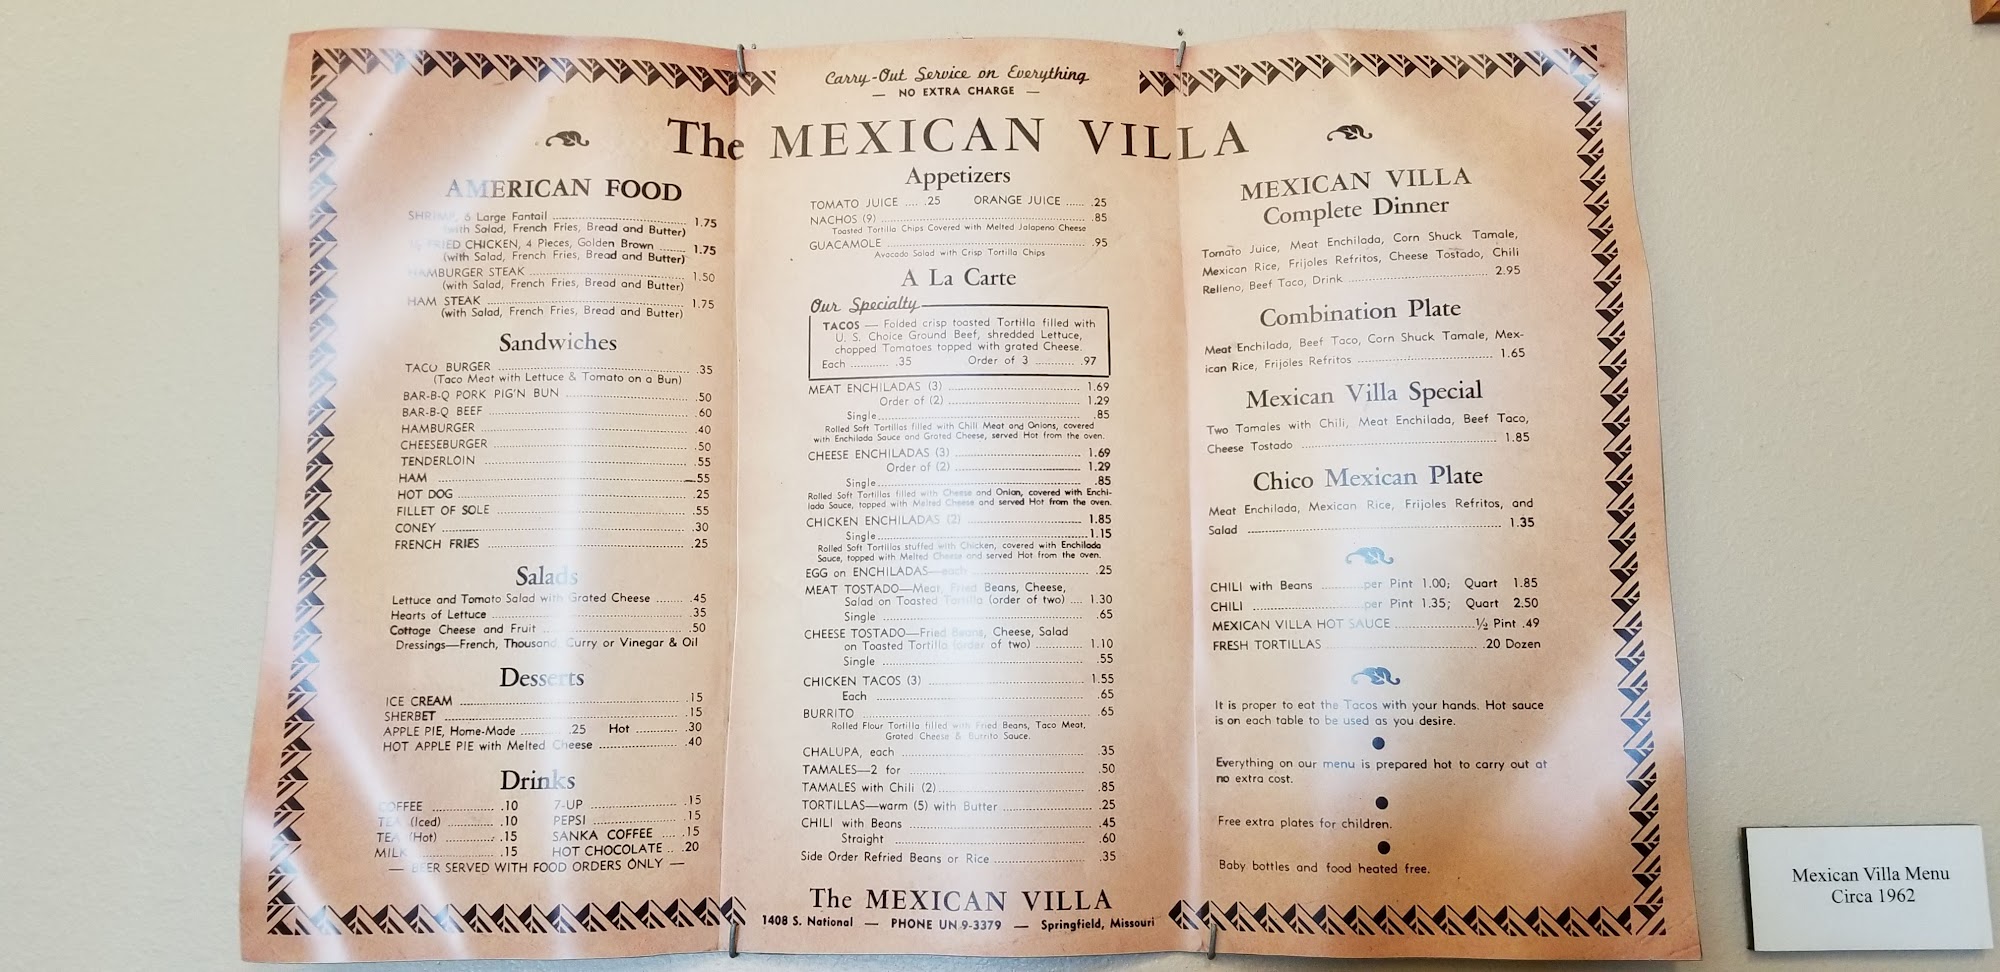 Carry-Out Service on Everything
— NO EXTRA CHARGE —
The MEXICAN VILLA
AMERICAN FOOD
SHRIMP, 6 Large Fantail 1.75
(with Salad, French Fries, Bread and Butter)
FRIED CHICKEN, 4 Pieces, Golden Brown 1.75
(with Salad, French Fries, Bread and Butter)
HAMBURGER STEAK 1.50
(with Salad, French Fries, Bread and Butter)
HAM STEAK 1.75
(with Salad, French Fries, Bread and Butter)
Sandwiches
TACO BURGER .35
(Taco Meat with Lettuce & Tomato on a Bun)
BAR-B-Q PORK PIG'N BUN .50
BAR-B-Q BEEF .60
HAMBURGER .40
CHEESEBURGER .50
TENDERLOIN .55
HAM .55
HOT DOG .25
FILLET OF SOLE .55
CONEY .30
FRENCH FRIES .25
Salads
Lettuce and Tomato Salad with Grated Cheese .45
Hearts of Lettuce .35
Cottage Cheese and Fruit .50
Dressings—French, Thousand, Curry or Vinegar & Oil
Desserts
ICE CREAM .15
SHERBET .15
APPLE PIE, Home-Made .25 Hot .30
HOT APPLE PIE with Melted Cheese .40
Drinks
COFFEE .10 7-UP .15
TEA (Iced) .10 PEPSI .15
TEA (Hot) .15 SANKA COFFEE .15
MILK .15 HOT CHOCOLATE .20
— BEER SERVED WITH FOOD ORDERS ONLY —
Appetizers
TOMATO JUICE .25 ORANGE JUICE .25
NACHOS (9) .85
Toasted Tortilla Chips Covered with Melted Jalapeno Cheese
GUACAMOLE .95
Avocado Salad with Crisp Tortilla Chips
A La Carte
Our Specialty
TACOS — Folded crisp toasted Tortilla filled with
U. S. Choice Ground Beef, shredded Lettuce,
chopped Tomatoes topped with grated Cheese.
Each .35 Order of 3 .97
MEAT ENCHILADAS (3) 1.69
Order of (2) 1.29
Single .85
Rolled Soft Tortillas filled with Chili Meat and Onions, covered
with Enchilada Sauce and Grated Cheese, served Hot from the oven.
CHEESE ENCHILADAS (3) 1.69
Order of (2) 1.29
Single .85
Rolled Soft Tortillas filled with Cheese and Onion, covered with Enchi-
lada Sauce, topped with Melted Cheese and served Hot from the oven.
CHICKEN ENCHILADAS (2) 1.85
Single 1.15
Rolled Soft Tortillas stuffed with Chicken, covered with Enchilada
Sauce, topped with Melted Cheese and served Hot from the oven.
EGG on ENCHILADAS—each .25
MEAT TOSTADO—Meat, Fried Beans, Cheese,
Salad on Toasted Tortilla (order of two) 1.30
Single .65
CHEESE TOSTADO—Fried Beans, Cheese, Salad
on Toasted Tortilla (order of two) 1.10
Single .55
CHICKEN TACOS (3) 1.55
Each .65
BURRITO .65
Rolled Flour Tortilla filled with Fried Beans, Taco Meat,
Grated Cheese & Burrito Sauce.
CHALUPA, each .35
TAMALES—2 for .50
TAMALES with Chili (2) .85
TORTILLAS—warm (5) with Butter .25
CHILI with Beans .45
Straight .60
Side Order Refried Beans or Rice .35
The MEXICAN VILLA
1408 S. National — PHONE UN 9-3379 — Springfield, Missouri
MEXICAN VILLA
Complete Dinner
Tomato Juice, Meat Enchilada, Corn Shuck Tamale,
Mexican Rice, Frijoles Refritos, Cheese Tostado, Chili
Relleno, Beef Taco, Drink 2.95
Combination Plate
Meat Enchilada, Beef Taco, Corn Shuck Tamale, Mex-
ican Rice, Frijoles Refritos 1.65
Mexican Villa Special
Two Tamales with Chili, Meat Enchilada, Beef Taco,
Cheese Tostado 1.85
Chico Mexican Plate
Meat Enchilada, Mexican Rice, Frijoles Refritos, and
Salad 1.35
CHILI with Beans per Pint 1.00; Quart 1.85
CHILI per Pint 1.35; Quart 2.50
MEXICAN VILLA HOT SAUCE ½ Pint .49
FRESH TORTILLAS .20 Dozen
It is proper to eat the Tacos with your hands. Hot sauce
is on each table to be used as you desire.
Everything on our menu is prepared hot to carry out at
no extra cost.
Free extra plates for children.
Baby bottles and food heated free.
Mexican Villa Menu
Circa 1962